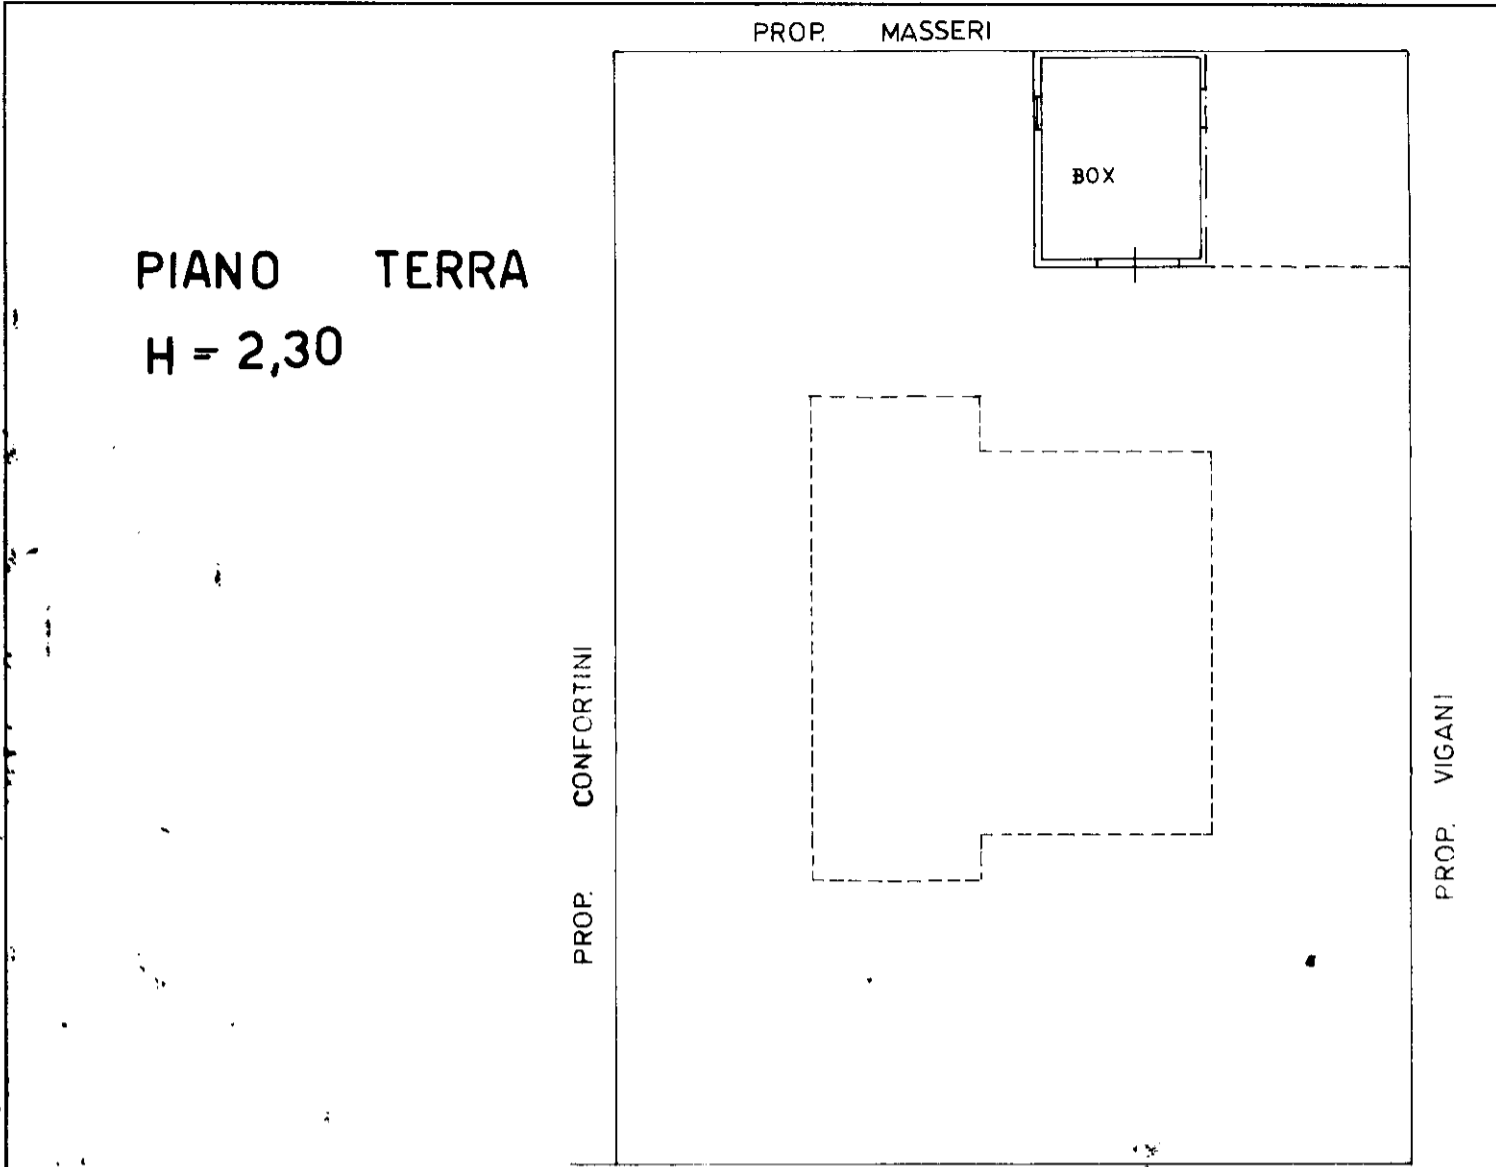 PROP. MASSERI
BOX
PIANO TERRA
H = 2,30
PROP. CONFORTINI
PROP. VIGANI